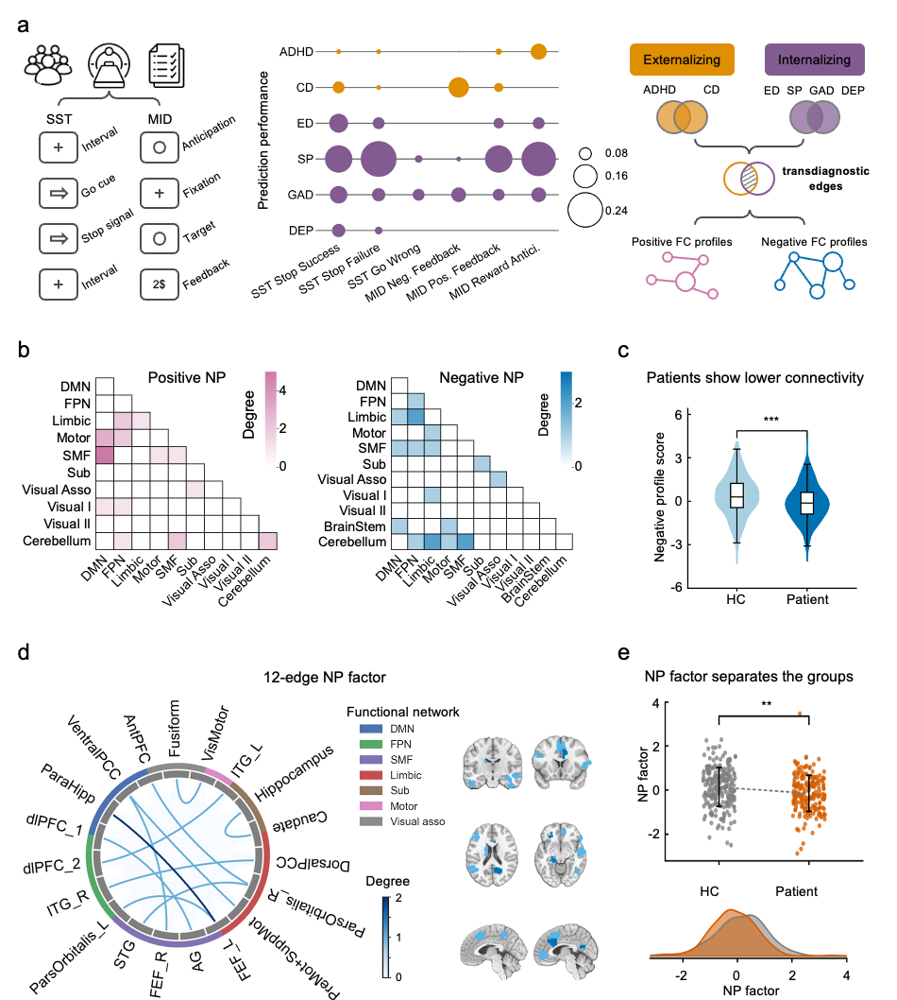 a
SST
MID
+
Interval
Go cue
Stop signal
+
Interval
Anticipation
+
Fixation
Target
2$
Feedback
Prediction performance
ADHD
CD
ED
SP
GAD
DEP
SST Stop Success
SST Stop Failure
SST Go Wrong
MID Neg. Feedback
MID Pos. Feedback
MID Reward Antici.
0.08
0.16
0.24
Externalizing
Internalizing
ADHD CD
ED SP GAD DEP
transdiagnostic
edges
Positive FC profiles
Negative FC profiles
b
Positive NP
DMN
FPN
Limbic
Motor
SMF
Sub
Visual Asso
Visual I
Visual II
Cerebellum
DMN
FPN
Limbic
Motor
SMF
Sub
Visual Asso
Visual I
Visual II
Cerebellum
Degree
4
2
0
Negative NP
DMN
FPN
Limbic
Motor
SMF
Sub
Visual Asso
Visual I
Visual II
BrainStem
Cerebellum
DMN
FPN
Limbic
Motor
SMF
Sub
Visual Asso
Visual I
Visual II
BrainStem
Cerebellum
Degree
2
0
c
Patients show lower connectivity
***
Negative profile score
6
3
0
-3
-6
HC
Patient
d
12-edge NP factor
Fusiform
VisMotor
ITG_L
Hippocampus
Caudate
DorsalPCC
ParsOrbitalis_R
PreMot+SuppMot
FEF_L
AG
FEF_R
STG
ParsOrbitalis_L
ITG_R
dlPFC_2
dlPFC_1
ParaHipp
VentralPCC
AntPFC
Functional network
DMN
FPN
SMF
Limbic
Sub
Motor
Visual asso
Degree
2
1
0
e
NP factor separates the groups
**
NP factor
4
2
0
-2
HC
Patient
-2 0 2 4
NP factor